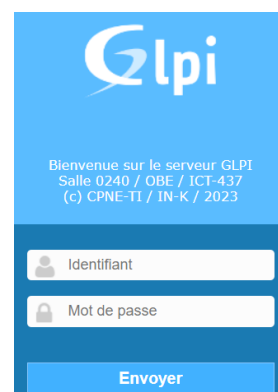 Glpi
Bienvenue sur le serveur GLPI
Salle 0240 / OBE / ICT-437
(c) CPNE-TI / IN-K / 2023
Identifiant
Mot de passe
Envoyer